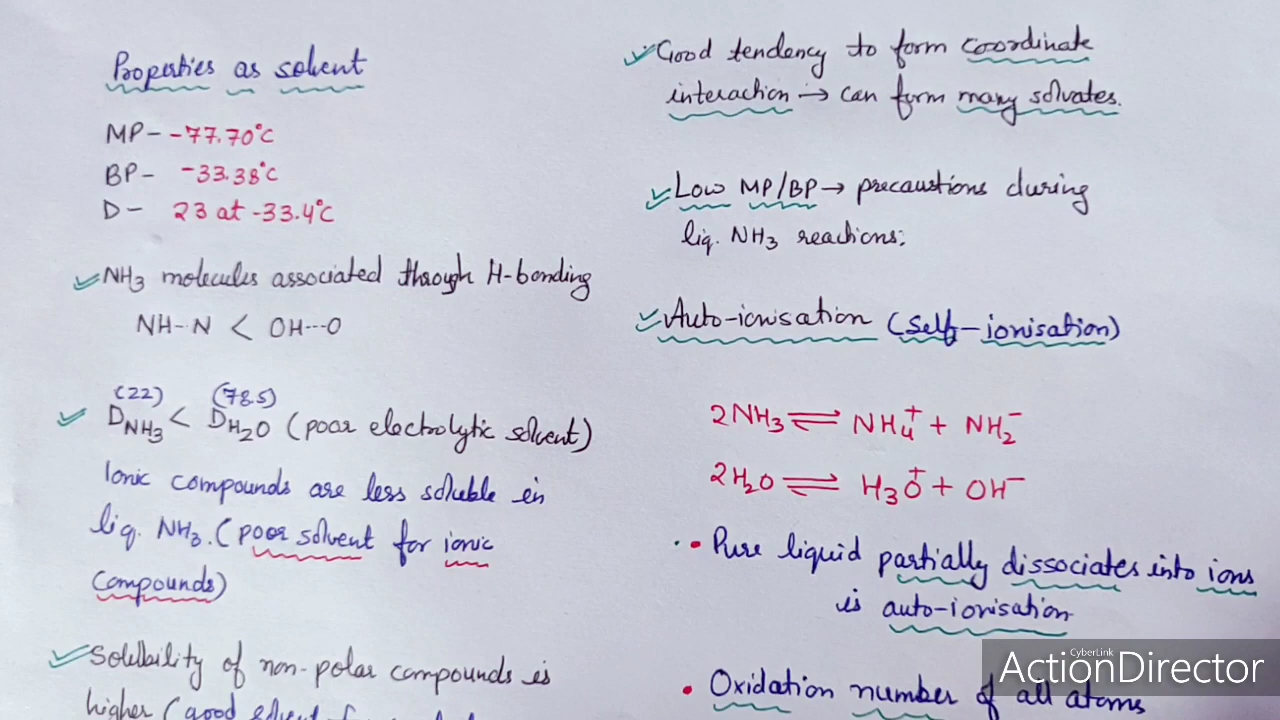 Properties as solvent
MP- -77.70°C
BP- -33.38°C
D- 23 at -33.4°C
NH3 molecules associated through H-bonding
NH--N < OH---O
(22) (78.5)
DNH3 < DH2O (poor electrolytic solvent)
Ionic compounds are less soluble in
liq. NH3. (poor solvent for ionic
compounds)
Solubility of non-polar compounds is
higher (good solvent
Good tendency to form coordinate
interaction → can form many solvates.
Low MP/BP → precaustions during
liq. NH3 reactions:
Auto-ionisation (self-ionisation)
2NH3 ⇌ NH4+ + NH2-
2H2O ⇌ H3O+ + OH-
• Pure liquid partially dissociates into ions
is auto-ionisation
• Oxidation number of all atoms
CyberLink
ActionDirector